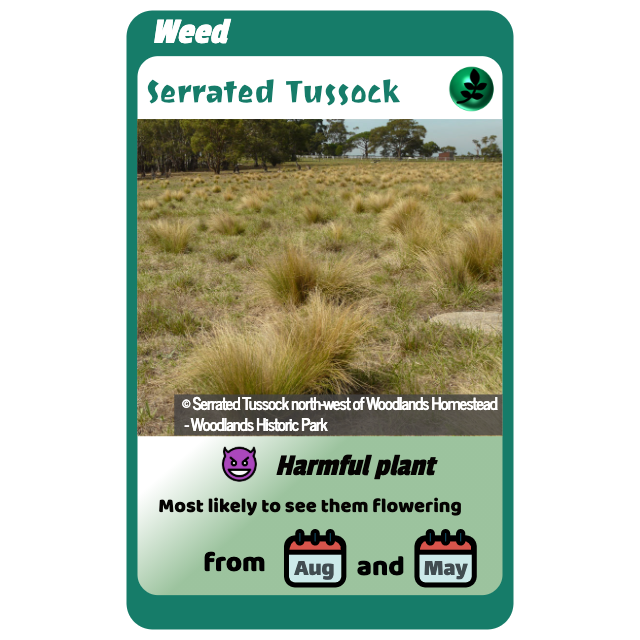 Weed
Serrated Tussock
© Serrated Tussock north-west of Woodlands Homestead
- Woodlands Historic Park
Harmful plant
Most likely to see them flowering
from Aug and May